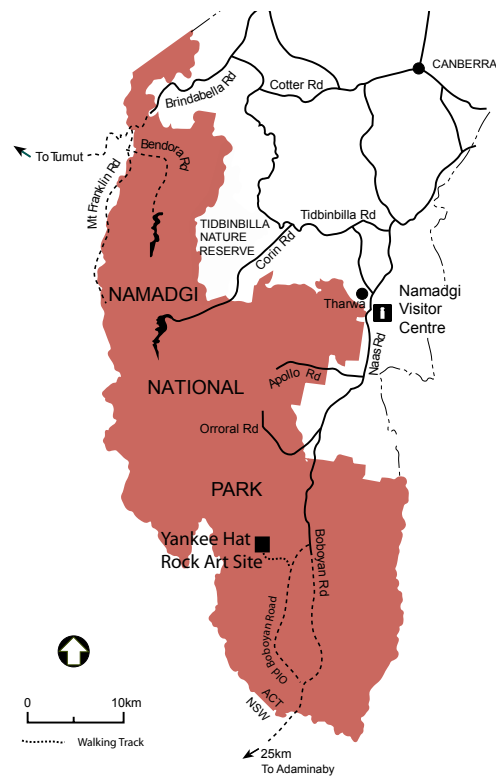 CANBERRA
Brindabella Rd
Cotter Rd
To Tumut
Bendora Rd
Mt Franklin Rd
TIDBINBILLA
NATURE
RESERVE
Tidbinbilla Rd
Corin Rd
NAMADGI
Tharwa
Namadgi
Visitor
Centre
i
Naas Rd
NATIONAL
Apollo Rd
Orroral Rd
PARK
Yankee Hat
Rock Art Site
Boboyan Rd
Old Boboyan Road
ACT
NSW
0 10km
Walking Track
25km
To Adaminaby